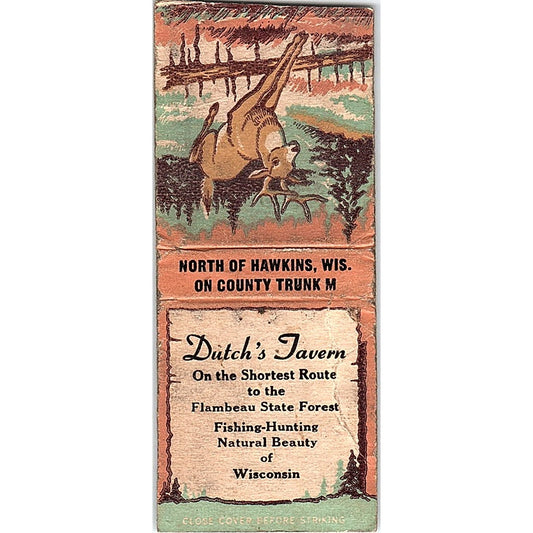 NORTH OF HAWKINS, WIS.
ON COUNTY TRUNK M
Dutch's Tavern
On the Shortest Route
to the
Flambeau State Forest
Fishing-Hunting
Natural Beauty
of
Wisconsin
CLOSE COVER BEFORE STRIKING